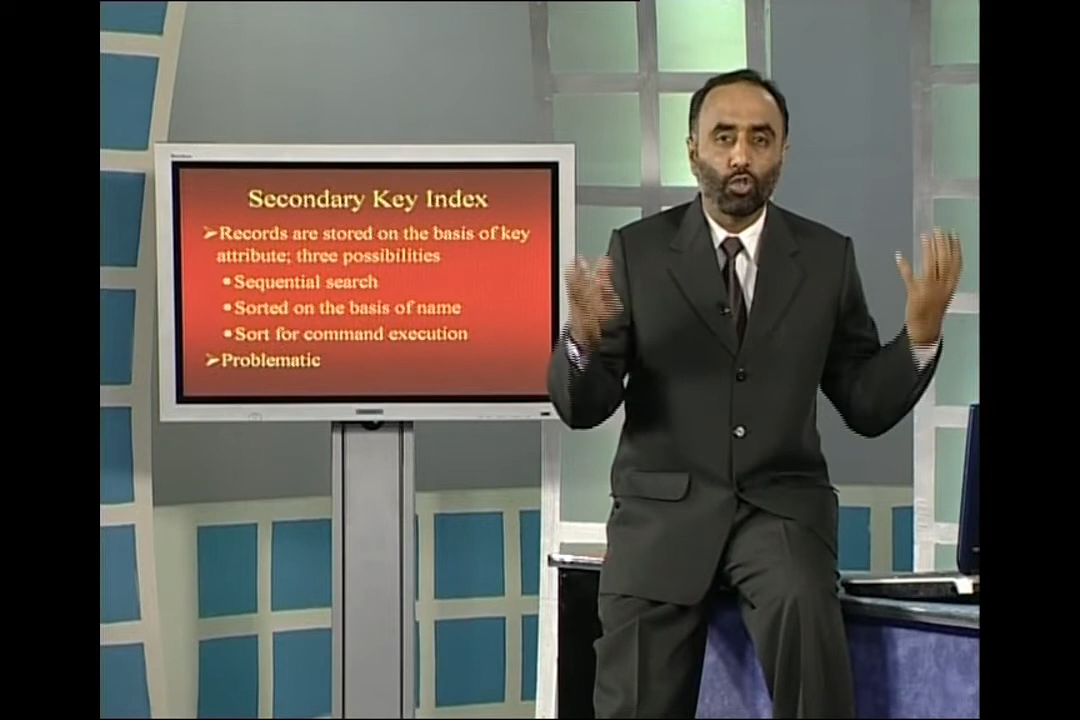 Secondary Key Index
➢Records are stored on the basis of key
attribute; three possibilities
•Sequential search
•Sorted on the basis of name
•Sort for command execution
➢Problematic